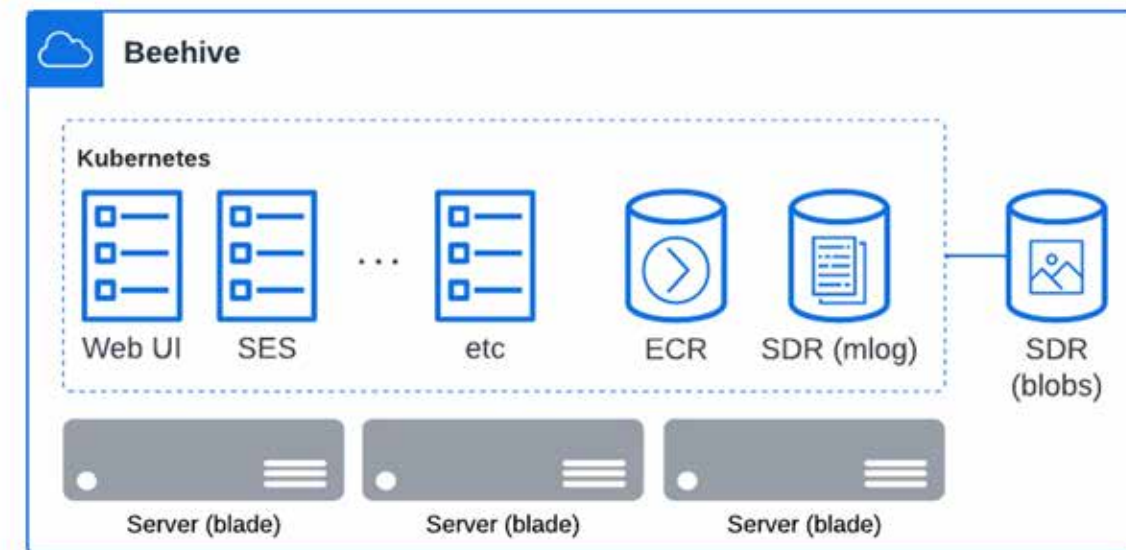 Beehive
Kubernetes
Web UI
SES
...
etc
ECR
SDR (mlog)
SDR
(blobs)
Server (blade)
Server (blade)
Server (blade)